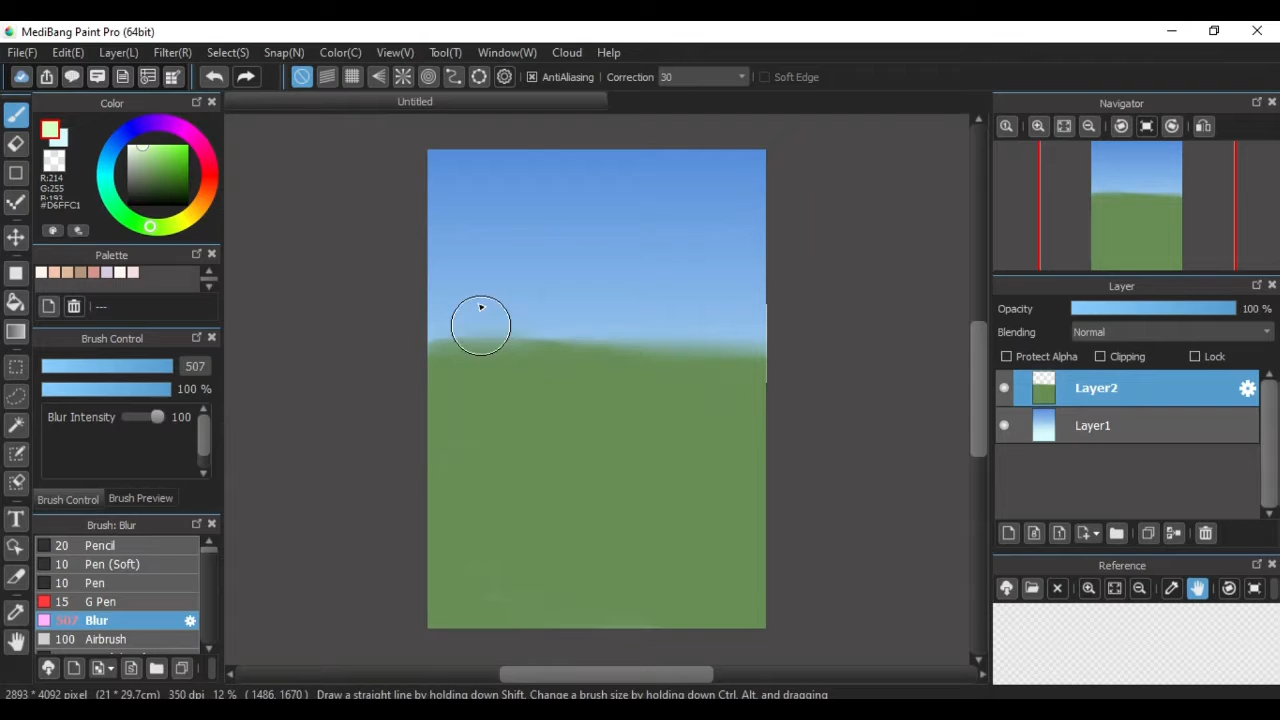 MediBang Paint Pro (64bit)
File(F) Edit(E) Layer(L) Filter(R) Select(S) Snap(N) Color(C) View(V) Tool(T) Window(W) Cloud Help
AntiAliasing Correction 30 Soft Edge
Color
Untitled
Navigator
R:214
G:255
B:193
#D6FFC1
Palette
---
Brush Control
507
100 %
Blur Intensity 100
Brush Control Brush Preview
Brush: Blur
20 Pencil
10 Pen (Soft)
10 Pen
15 G Pen
507 Blur
100 Airbrush
Layer
Opacity 100 %
Blending Normal
Protect Alpha Clipping Lock
Layer2
Layer1
Reference
2893 * 4092 pixel (21 * 29.7cm) 350 dpi 12 % ( 1486, 1670 ) Draw a straight line by holding down Shift, Change a brush size by holding down Ctrl, Alt, and dragging